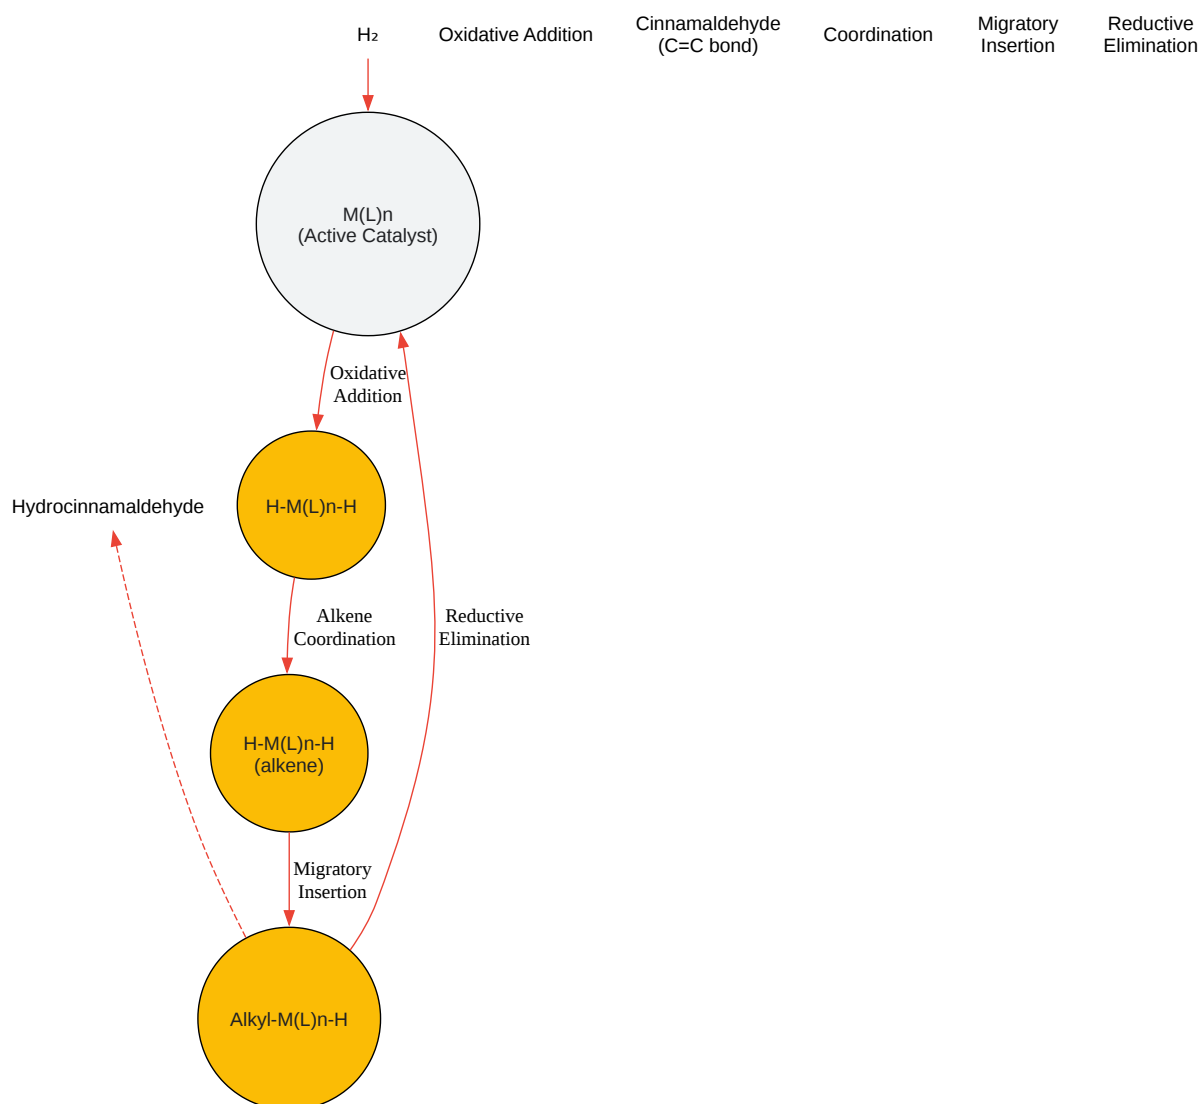 H₂
Oxidative Addition
Cinnamaldehyde
(C=C bond)
Coordination
Migratory
Insertion
Reductive
Elimination
M(L)n
(Active Catalyst)
Oxidative
Addition
Hydrocinnamaldehyde
H-M(L)n-H
Alkene
Coordination
Reductive
Elimination
H-M(L)n-H
(alkene)
Migratory
Insertion
Alkyl-M(L)n-H